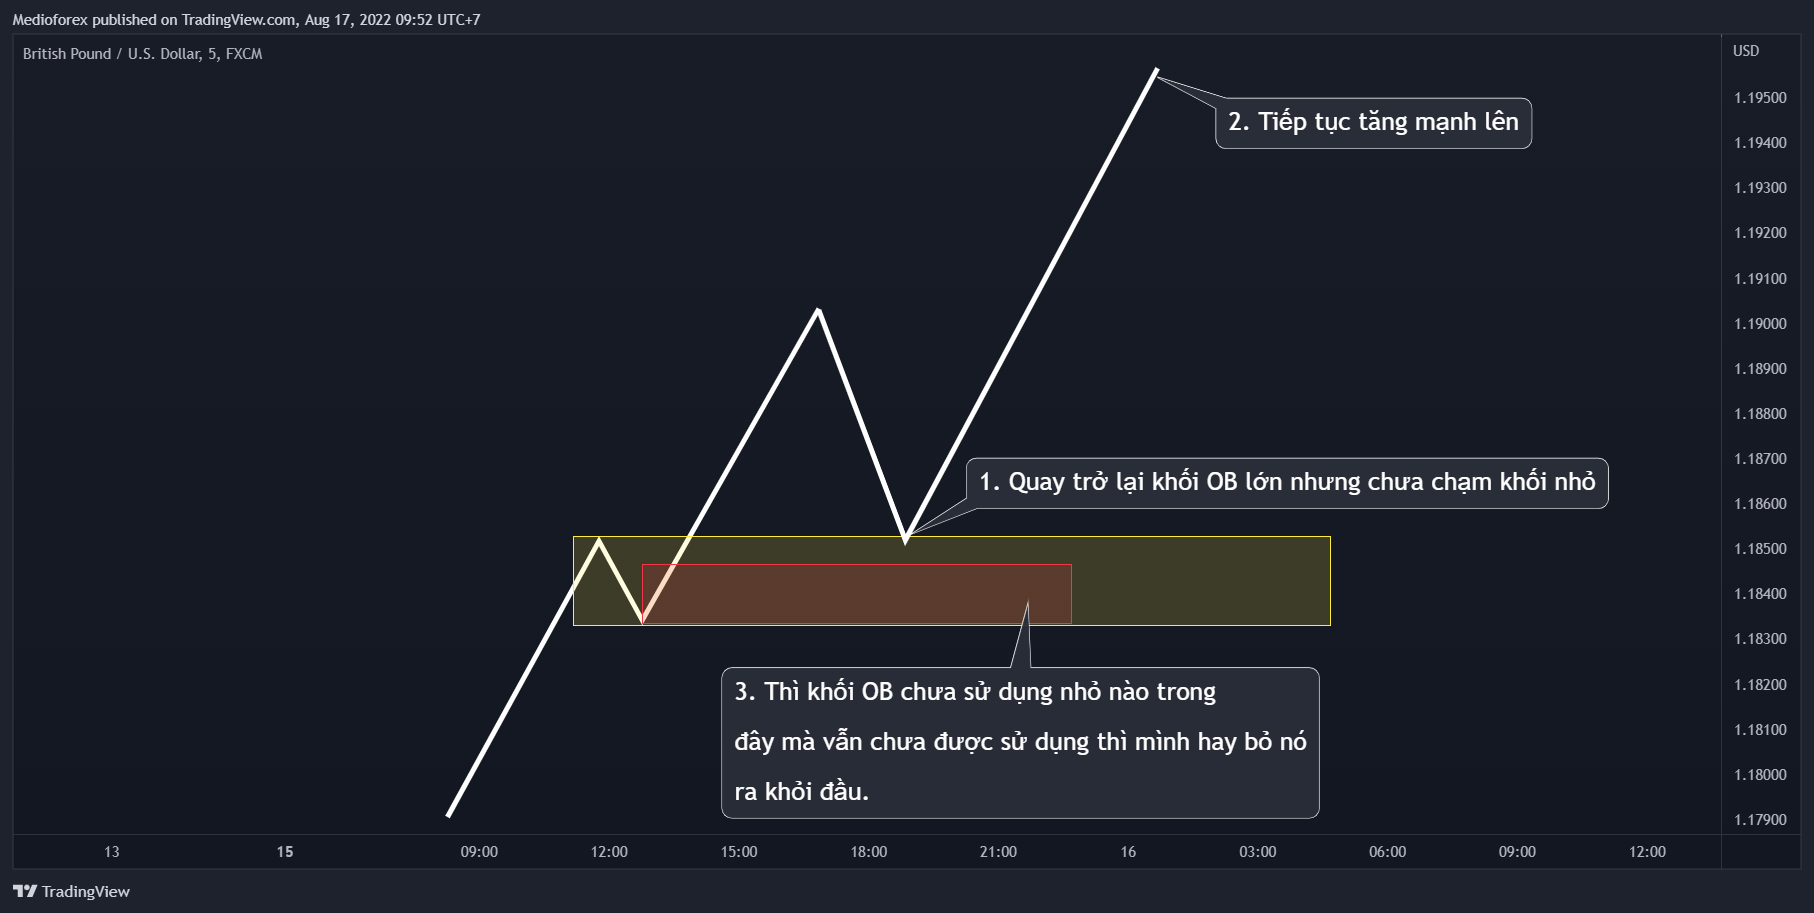 Medioforex published on TradingView.com, Aug 17, 2022 09:52 UTC+7
British Pound / U.S. Dollar, 5, FXCM
USD
1.19500
2. Tiếp tục tăng mạnh lên
1.19400
1.19300
1.19200
1.19100
1.19000
1.18900
1.18800
1.18700
1. Quay trở lại khối OB lớn nhưng chưa chạm khối nhỏ
1.18600
1.18500
1.18400
1.18300
3. Thì khối OB chưa sử dụng nhỏ nào trong
đây mà vẫn chưa được sử dụng thì mình hay bỏ nó
ra khỏi đầu.
1.18200
1.18100
1.18000
1.17900
13 15 09:00 12:00 15:00 18:00 21:00 16 03:00 06:00 09:00 12:00
TradingView